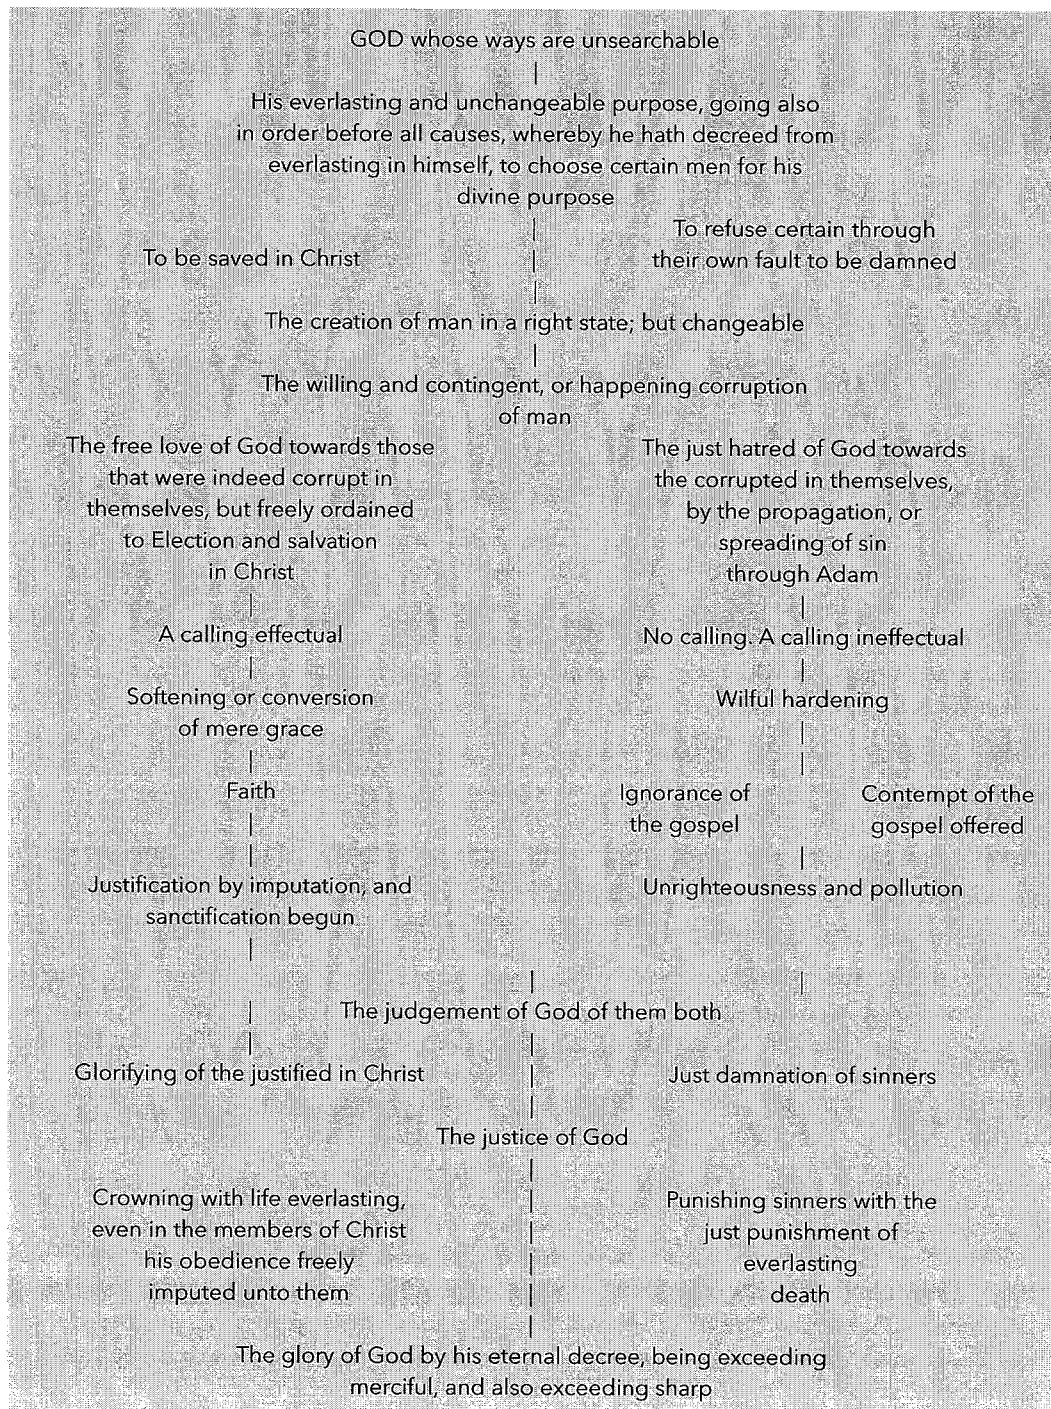 GOD whose ways are unsearchable
His everlasting and unchangeable purpose, going also
in order before all causes, whereby he hath decreed from
everlasting in himself, to choose certain men for his
divine purpose
To be saved in Christ
To refuse certain through
their own fault to be damned
The creation of man in a right state; but changeable
The willing and contingent, or happening corruption
of man
The free love of God towards those
that were indeed corrupt in
themselves, but freely ordained
to Election and salvation
in Christ
The just hatred of God towards
the corrupted in themselves,
by the propagation, or
spreading of sin
through Adam
A calling effectual
No calling. A calling ineffectual
Softening or conversion
of mere grace
Wilful hardening
Faith
Ignorance of
the gospel
Contempt of the
gospel offered
Justification by imputation, and
sanctification begun
Unrighteousness and pollution
The judgement of God of them both
Glorifying of the justified in Christ
Just damnation of sinners
The justice of God
Crowning with life everlasting,
even in the members of Christ
his obedience freely
imputed unto them
Punishing sinners with the
just punishment of
everlasting
death
The glory of God by his eternal decree, being exceeding
merciful, and also exceeding sharp